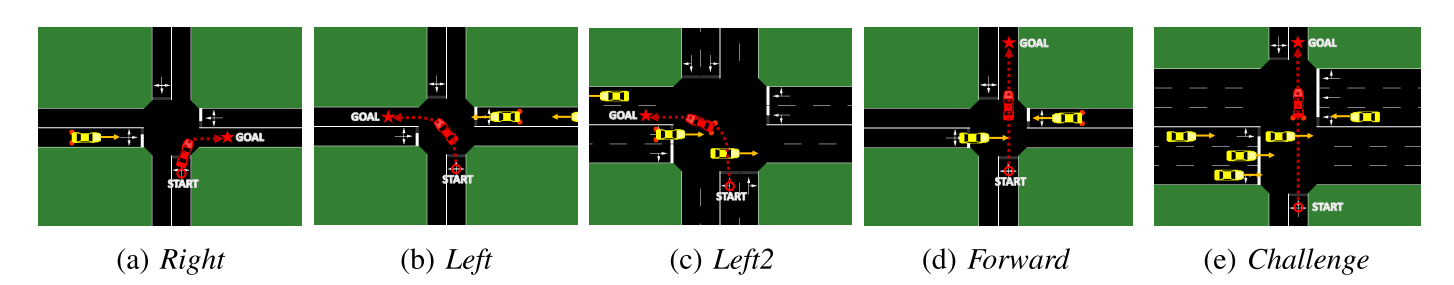 GOAL
START
(a) Right
GOAL
START
(b) Left
GOAL
START
(c) Left2
GOAL
START
(d) Forward
GOAL
START
(e) Challenge